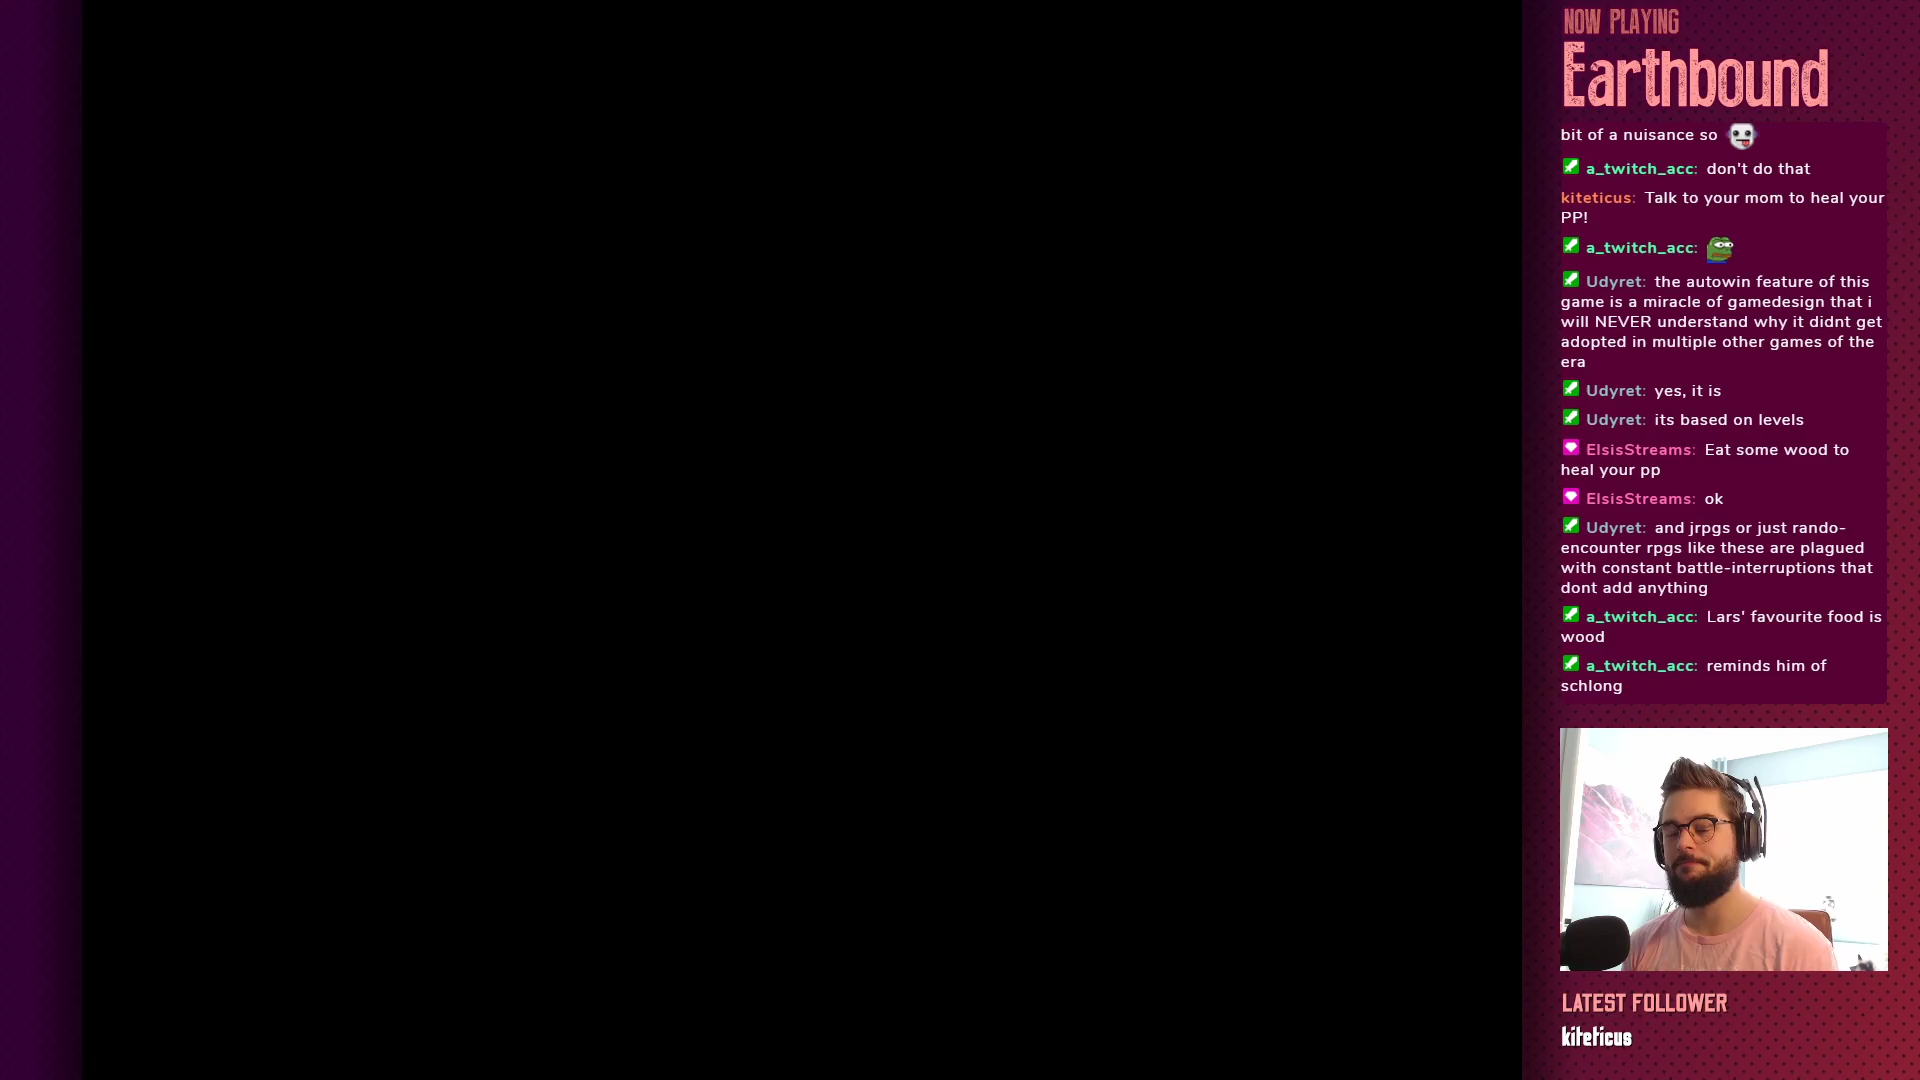 NOW PLAYING
Earthbound
bit of a nuisance so
a_twitch_acc: don't do that
kiteticus: Talk to your mom to heal your
PP!
a_twitch_acc:
Udyret: the autowin feature of this
game is a miracle of gamedesign that i
will NEVER understand why it didnt get
adopted in multiple other games of the
era
Udyret: yes, it is
Udyret: its based on levels
ElsisStreams: Eat some wood to
heal your pp
ElsisStreams: ok
Udyret: and jrpgs or just rando-
encounter rpgs like these are plagued
with constant battle-interruptions that
dont add anything
a_twitch_acc: Lars' favourite food is
wood
a_twitch_acc: reminds him of
schlong
LATEST FOLLOWER
kiteticus